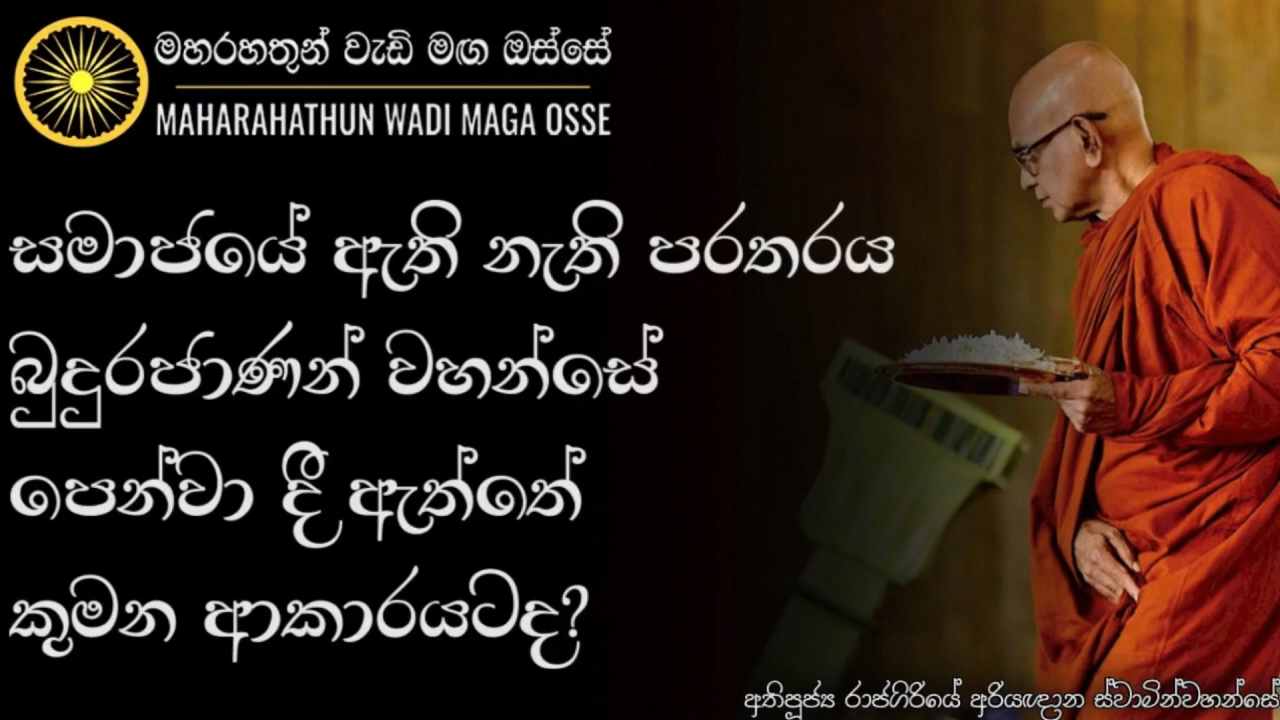 මහරහතුන් වැඩි මඟ ඔස්සේ
MAHARAHATHUN WADI MAGA OSSE
සමාජයේ ඇති නැති පරතරය
බුදුරජාණන් වහන්සේ
පෙන්වා දී ඇත්තේ
කුමන ආකාරයටද?
අතිපූජ්‍ය රාජගිරියේ අරියඥාන ස්වාමින්වහන්සේ